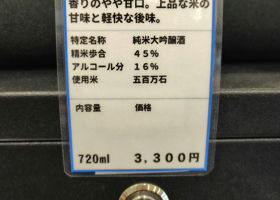 香りのやや甘口。上品な米の
甘味と軽快な後味。
特定名称 純米大吟醸酒
精米歩合 45%
アルコール分 16%
使用米 五百万石
内容量 価格
720ml 3,300円